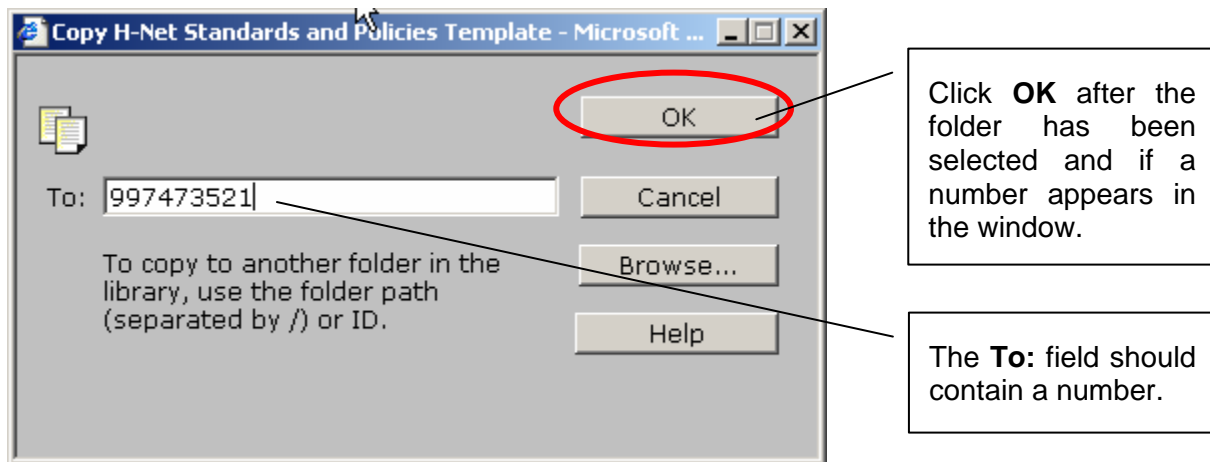 Copy H-Net Standards and Policies Template - Microsoft ...
OK
To: 997473521
Cancel
To copy to another folder in the
library, use the folder path
(separated by /) or ID.
Browse...
Help
Click OK after the
folder has been
selected and if a
number appears in
the window.
The To: field should
contain a number.